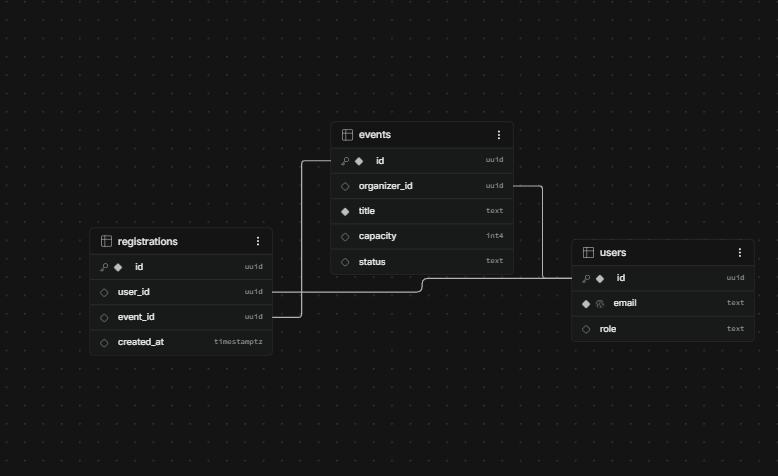 events
id uuid
organizer_id uuid
title text
capacity int4
status text
registrations
id uuid
user_id uuid
event_id uuid
created_at timestamptz
users
id uuid
email text
role text